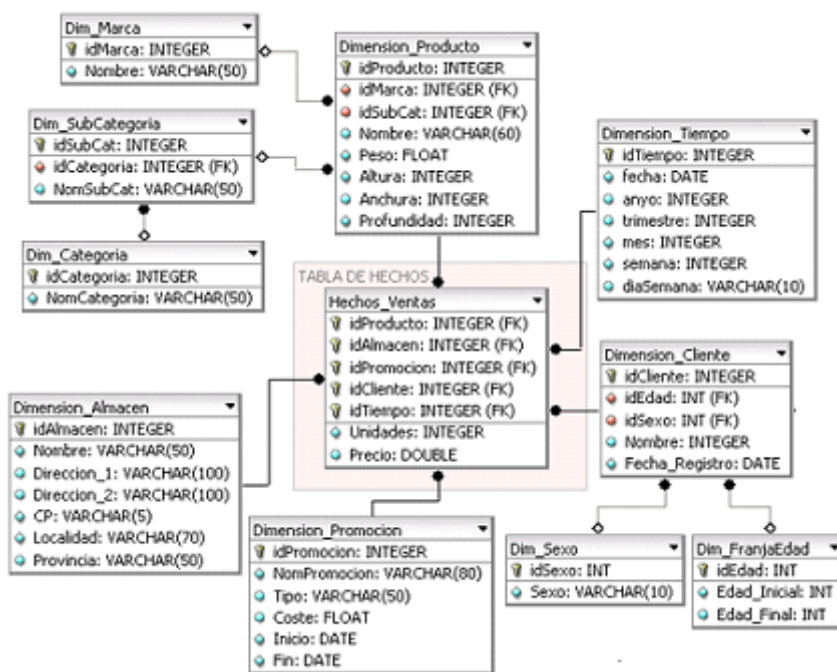 Dim_Marca
idMarca: INTEGER
Nombre: VARCHAR(50)
Dimension_Producto
idProducto: INTEGER
idMarca: INTEGER (FK)
idSubCat: INTEGER (FK)
Nombre: VARCHAR(60)
Peso: FLOAT
Altura: INTEGER
Anchura: INTEGER
Profundidad: INTEGER
Dim_SubCategoria
idSubCat: INTEGER
idCategoria: INTEGER (FK)
NomSubCat: VARCHAR(50)
Dimension_Tiempo
idTiempo: INTEGER
fecha: DATE
anyo: INTEGER
trimestre: INTEGER
mes: INTEGER
semana: INTEGER
diaSemana: VARCHAR(10)
Dim_Categoria
idCategoria: INTEGER
NomCategoria: VARCHAR(50)
TABLA DE HECHOS
Hechos_Ventas
idProducto: INTEGER (FK)
idAlmacen: INTEGER (FK)
idPromocion: INTEGER (FK)
idCliente: INTEGER (FK)
idTiempo: INTEGER (FK)
Unidades: INTEGER
Precio: DOUBLE
Dimension_Cliente
idCliente: INTEGER
idEdad: INT (FK)
idSexo: INT (FK)
Nombre: INTEGER
Fecha_Registro: DATE
Dimension_Almacen
idAlmacen: INTEGER
Nombre: VARCHAR(50)
Direccion_1: VARCHAR(100)
Direccion_2: VARCHAR(100)
CP: VARCHAR(5)
Localidad: VARCHAR(70)
Provincia: VARCHAR(50)
Dimension_Promocion
idPromocion: INTEGER
NomPromocion: VARCHAR(80)
Tipo: VARCHAR(50)
Coste: FLOAT
Inicio: DATE
Fin: DATE
Dim_Sexo
idSexo: INT
Sexo: VARCHAR(10)
Dim_FranjaEdad
idEdad: INT
Edad_Inicial: INT
Edad_Final: INT